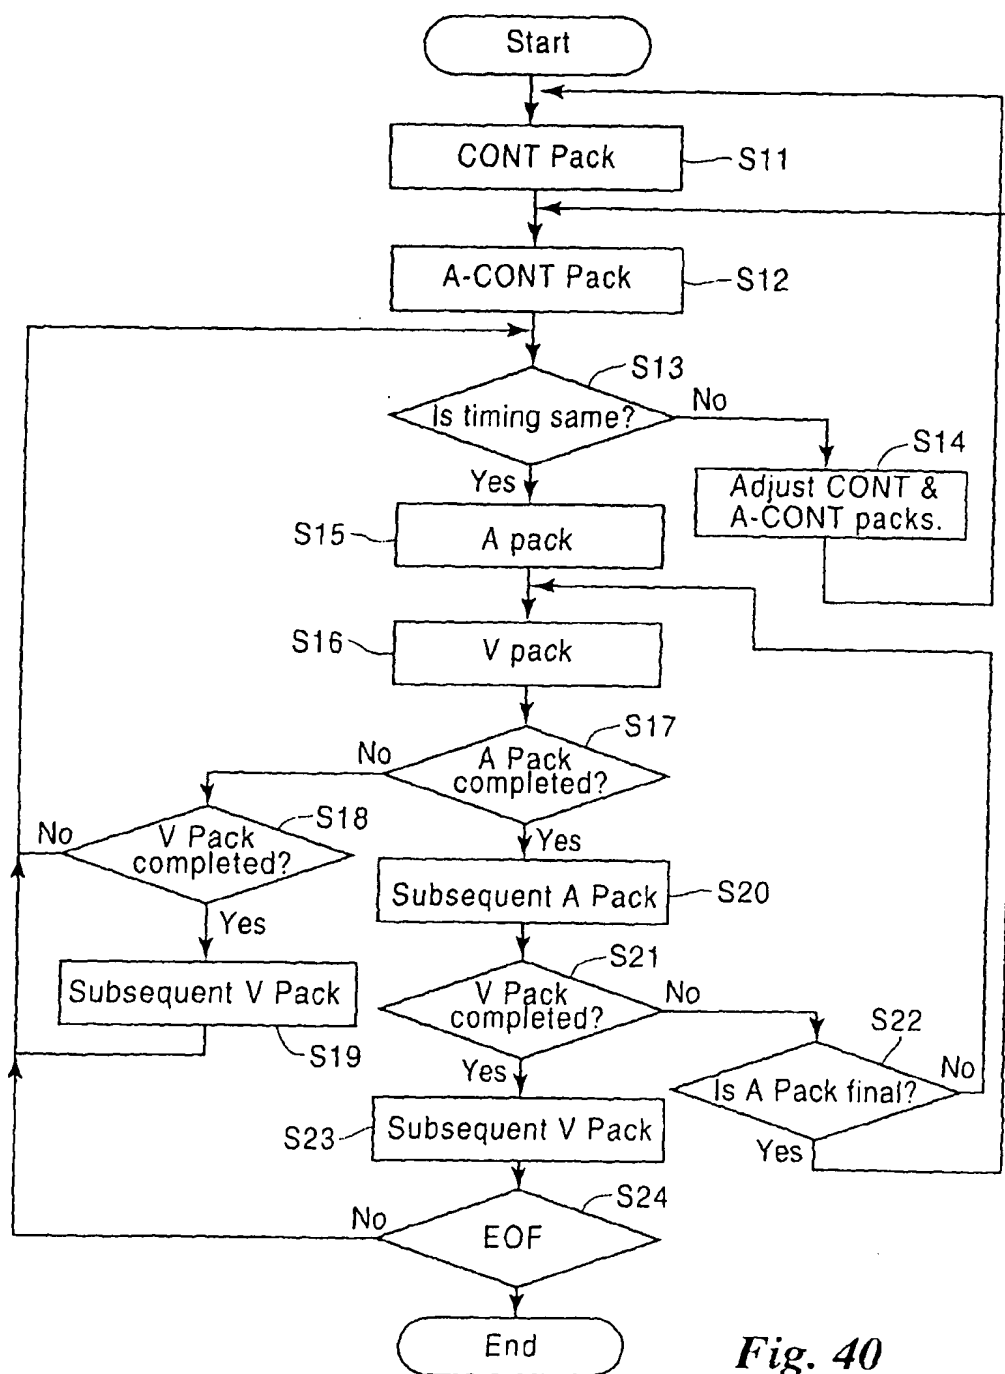 Start
CONT Pack
S11
A-CONT Pack
S12
S13
Is timing same?
No
S14
Yes
Adjust CONT &
A-CONT packs.
S15
A pack
S16
V pack
S17
No
A Pack
completed?
S18
No
V Pack
completed?
Yes
Subsequent A Pack
S20
Yes
S21
Subsequent V Pack
V Pack
completed?
No
S22
S19
Yes
Is A Pack final?
No
S23
Subsequent V Pack
Yes
S24
No
EOF
End
Fig. 40